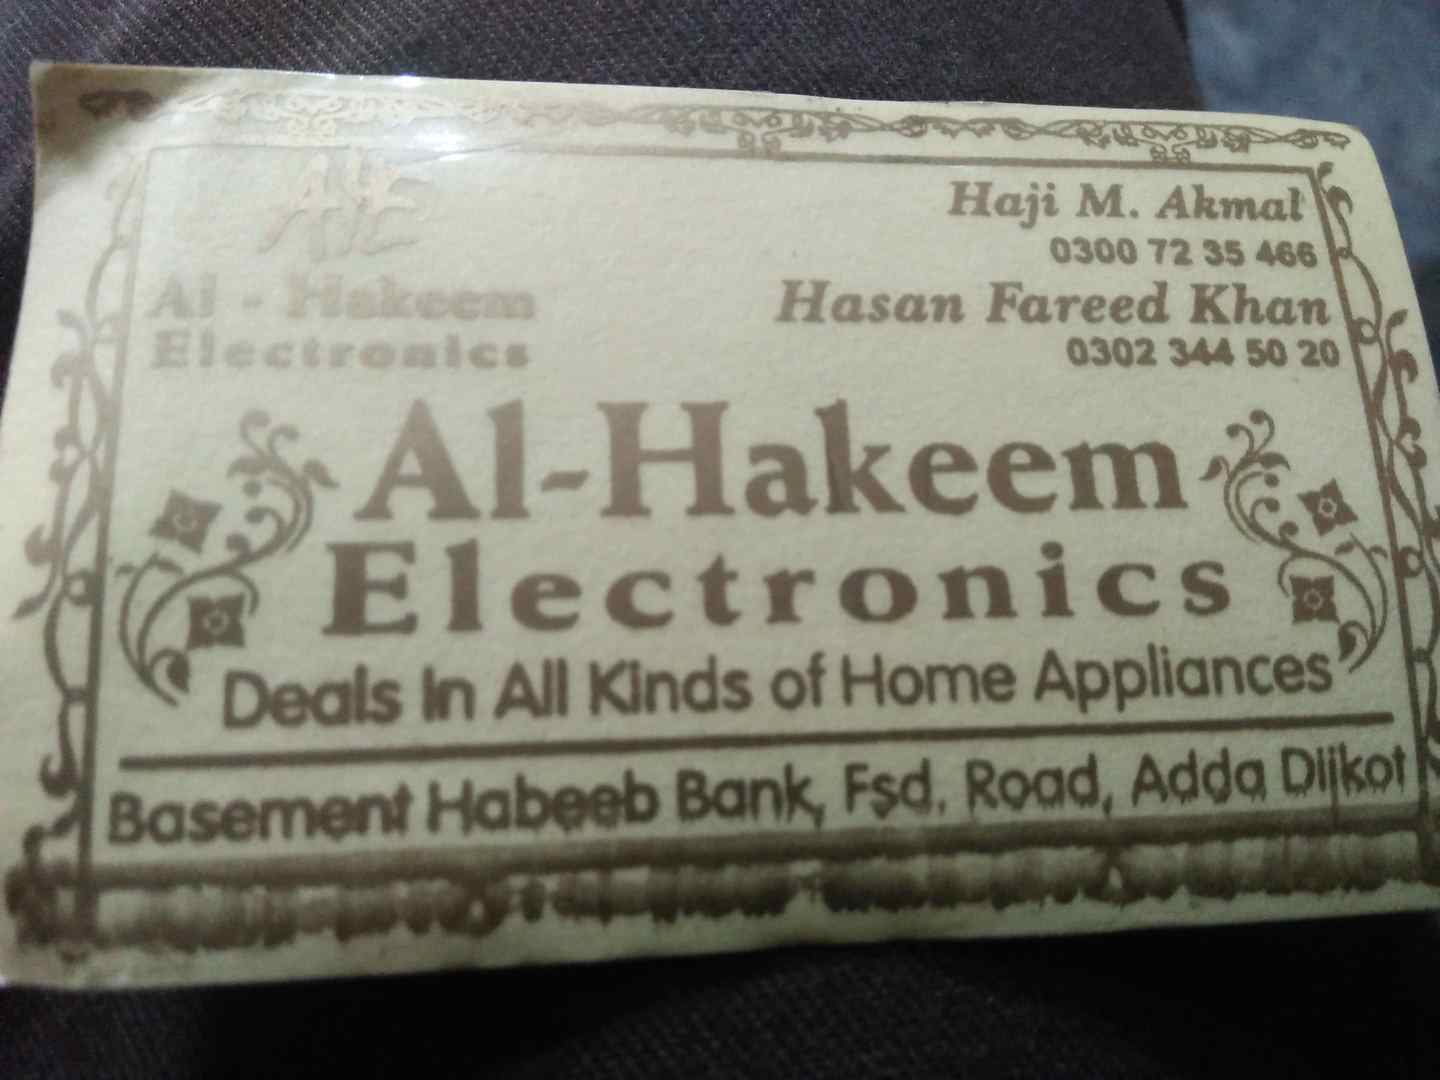 AHE
Al - Hakeem
Electronics
Haji M. Akmal
0300 72 35 466
Hasan Fareed Khan
0302 344 50 20
Al-Hakeem
Electronics
Deals In All Kinds of Home Appliances
Basement Habeeb Bank, Fsd. Road, Adda Dijkot